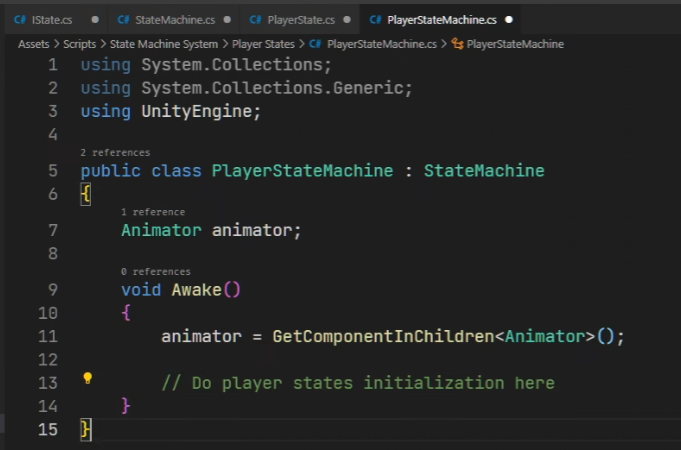 C# IState.cs ● C# StateMachine.cs ● C# PlayerState.cs ● C# PlayerStateMachine.cs ●
Assets > Scripts > State Machine System > Player States > C# PlayerStateMachine.cs > PlayerStateMachine
1 using System.Collections;
2 using System.Collections.Generic;
3 using UnityEngine;
4
2 references
5 public class PlayerStateMachine : StateMachine
6 {
1 reference
7 Animator animator;
8
0 references
9 void Awake()
10 {
11 animator = GetComponentInChildren<Animator>();
12
13 // Do player states initialization here
14 }
15 }